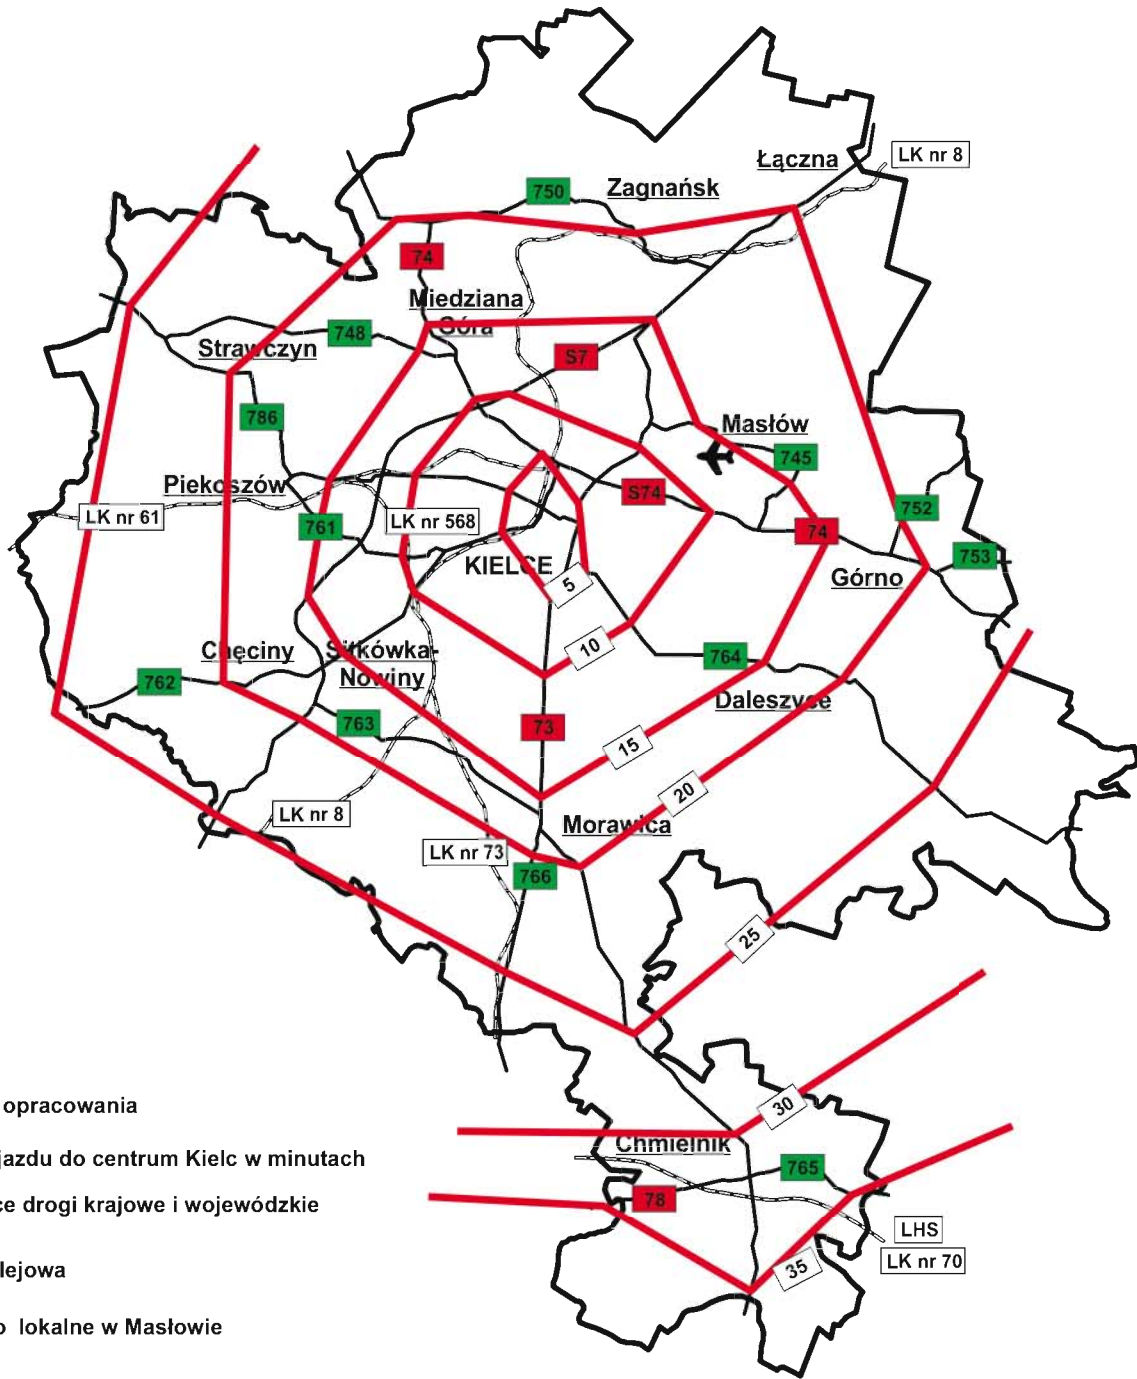 Łączna
LK nr 8
750
Zagnańsk
74
Miedziana
Góra
748
Strawczyn
S7
786
Masłów
745
Piekoszów
S74
752
LK nr 61
761
LK nr 568
74
753
KIELCE
Górno
5
10
Chęciny
Sitkówka-
Nowiny
764
762
Daleszyce
763
73
15
20
LK nr 8
Morawica
LK nr 73
766
25
30
opracowania
Chmielnik
jazdu do centrum Kielc w minutach
765
ce drogi krajowe i wojewódzkie
78
LHS
LK nr 70
lejowa
35
o lokalne w Masłowie